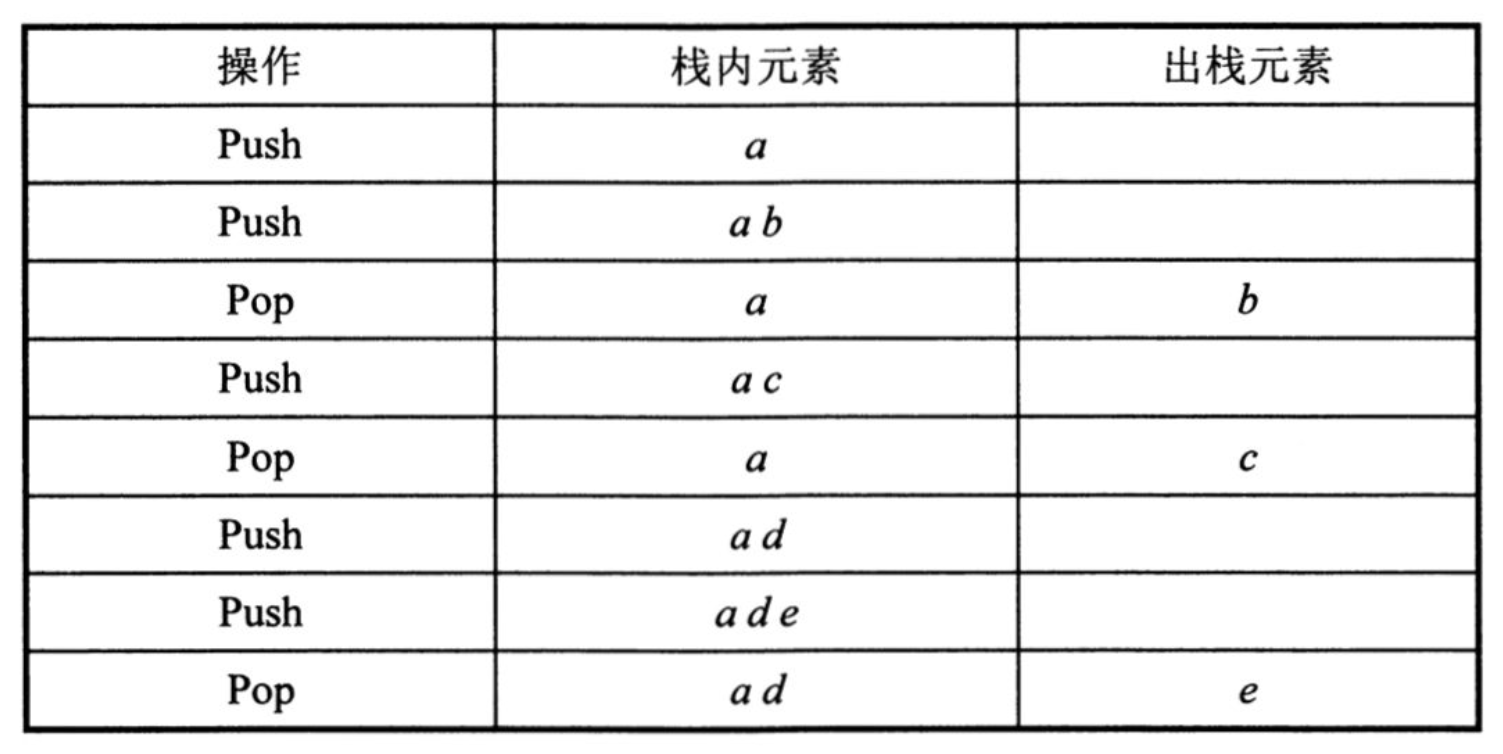 操作 栈内元素 出栈元素
Push a
Push a b
Pop a b
Push a c
Pop a c
Push a d
Push a d e
Pop a d e